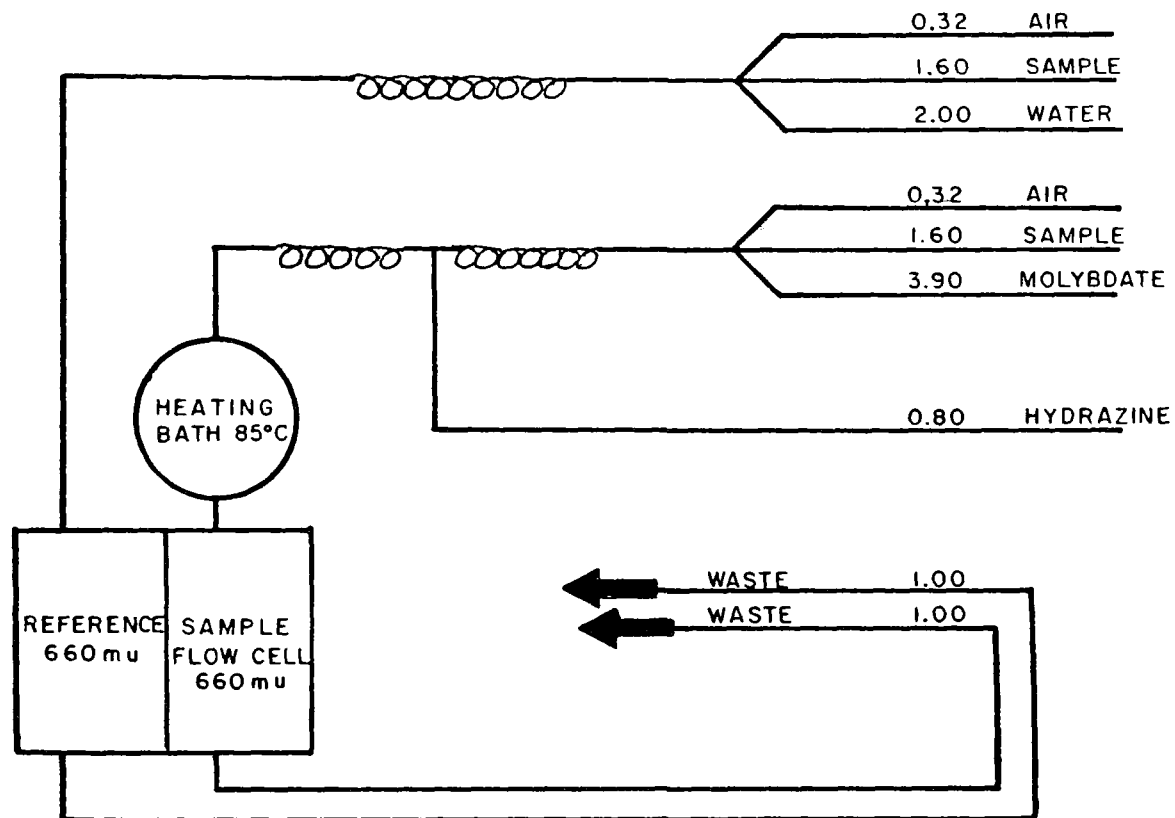 0.32 AIR
1.60 SAMPLE
2.00 WATER
0,32 AIR
1.60 SAMPLE
3.90 MOLYBDATE
HEATING
BATH 85°C
0.80 HYDRAZINE
WASTE 1.00
WASTE 1.00
REFERENCE
660mu
SAMPLE
FLOW CELL
660mu